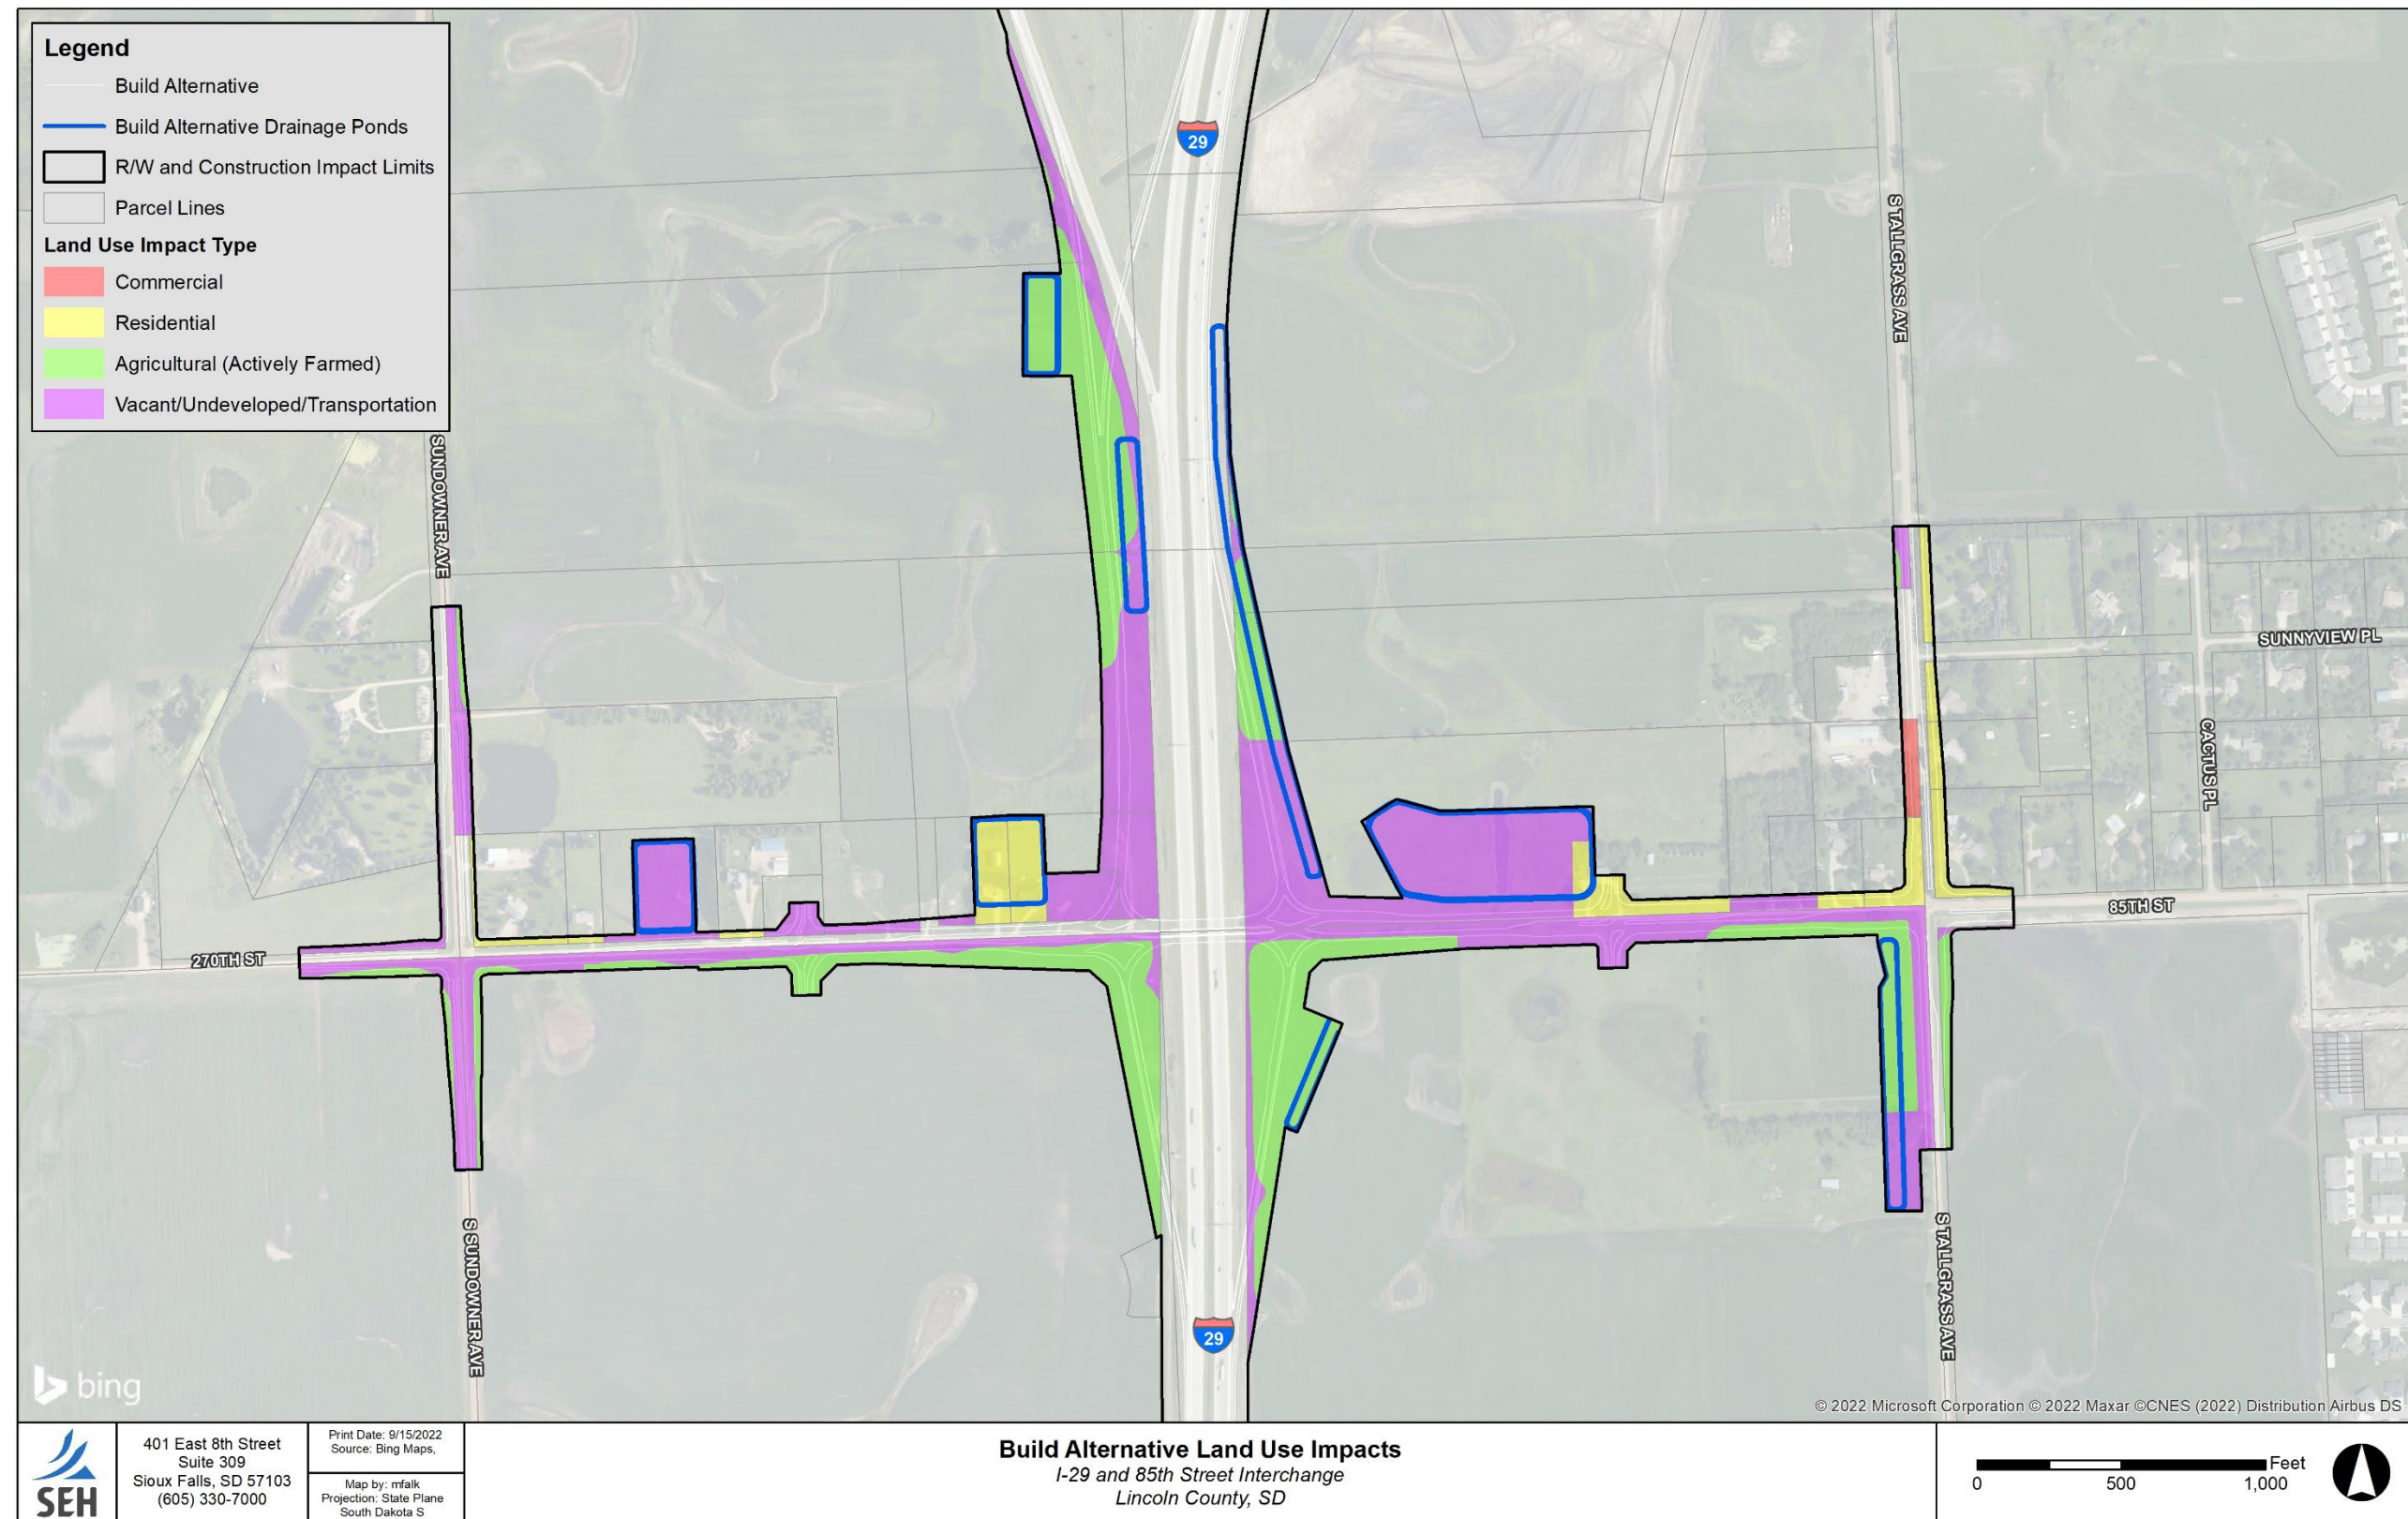 Legend
Build Alternative
Build Alternative Drainage Ponds
R/W and Construction Impact Limits
Parcel Lines
Land Use Impact Type
Commercial
Residential
Agricultural (Actively Farmed)
Vacant/Undeveloped/Transportation
29
S TALLGRASS AVE
SUNDOWNER AVE
SUNNYVIEW PL
CACTUS PL
85TH ST
270TH ST
S SUNDOWNER AVE
S TALLGRASS AVE
29
bing
© 2022 Microsoft Corporation © 2022 Maxar ©CNES (2022) Distribution Airbus DS
SEH
401 East 8th Street
Suite 309
Sioux Falls, SD 57103
(605) 330-7000
Print Date: 9/15/2022
Source: Bing Maps,
Map by: mfalk
Projection: State Plane
South Dakota S
Build Alternative Land Use Impacts
I-29 and 85th Street Interchange
Lincoln County, SD
Feet
0 500 1,000